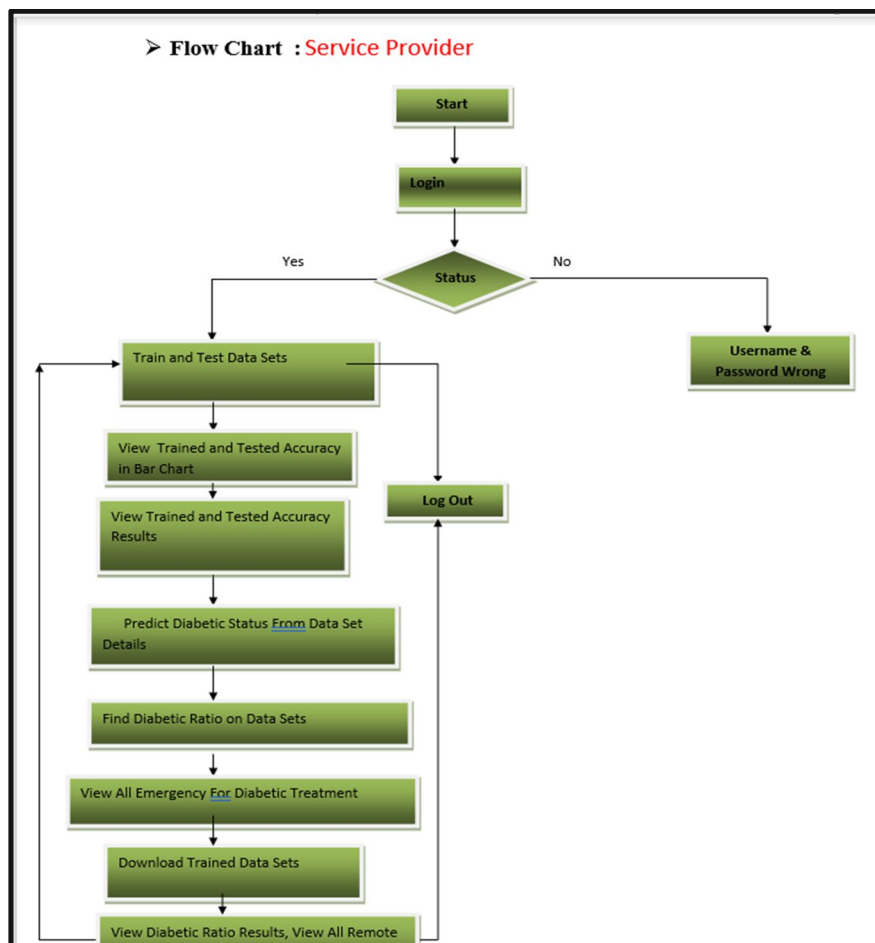 ➢ Flow Chart : Service Provider
Start
Login
Status
Yes
No
Train and Test Data Sets
Username &
Password Wrong
View Trained and Tested Accuracy
in Bar Chart
Log Out
View Trained and Tested Accuracy
Results
Predict Diabetic Status From Data Set
Details
Find Diabetic Ratio on Data Sets
View All Emergency For Diabetic Treatment
Download Trained Data Sets
View Diabetic Ratio Results, View All Remote